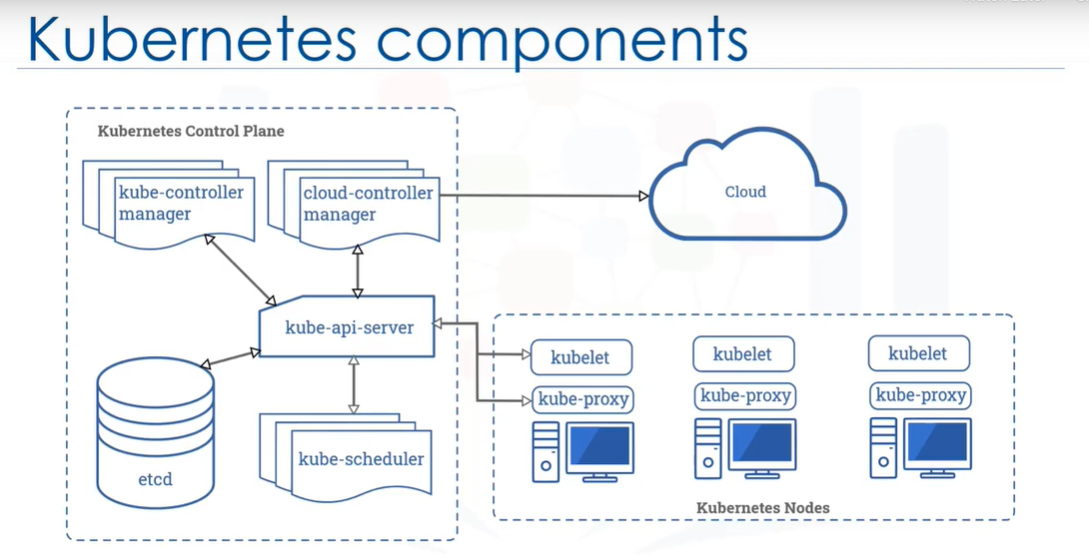 Kubernetes components
Kubernetes Control Plane
kube-controller
manager
cloud-controller
manager
Cloud
kube-api-server
etcd
kube-scheduler
kubelet
kube-proxy
kubelet
kube-proxy
kubelet
kube-proxy
Kubernetes Nodes